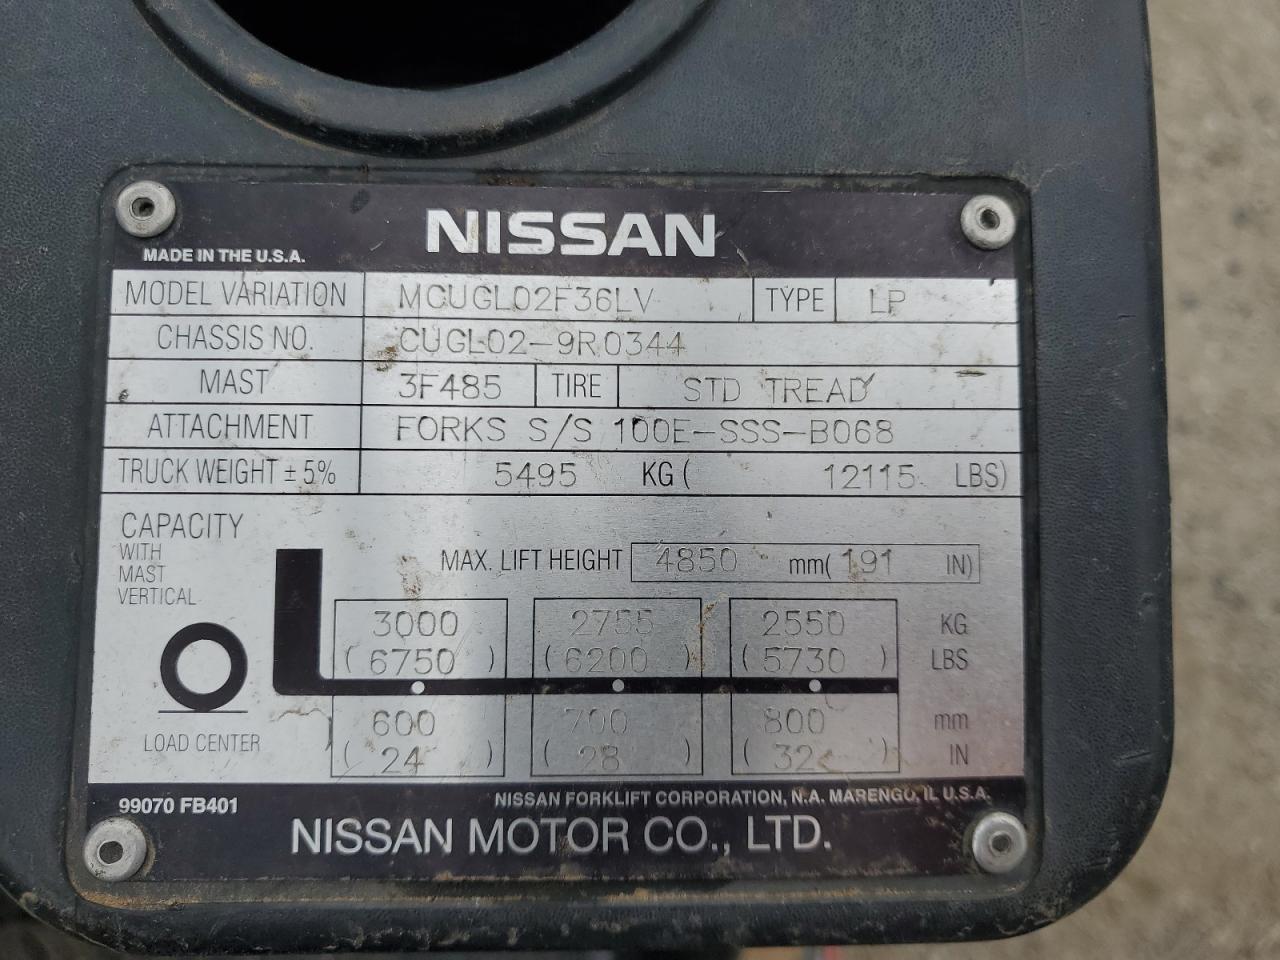 NISSAN
MADE IN THE U.S.A.
MODEL VARIATION MCUGL02F36LV TYPE LP
CHASSIS NO. CUGL02-9R0344
MAST 3F485 TIRE STD TREAD
ATTACHMENT FORKS S/S 100E-SSS-B068
TRUCK WEIGHT ± 5% 5495 KG ( 12115 LBS)
CAPACITY
WITH
MAST
VERTICAL
MAX. LIFT HEIGHT 4850 mm( 191 IN)
3000 2755 2550 KG
( 6750 ) ( 6200 ) ( 5730 ) LBS
600 700 800 mm
( 24 ) ( 28 ) ( 32 ) IN
LOAD CENTER
99070 FB401
NISSAN FORKLIFT CORPORATION, N.A. MARENGO, IL U.S.A.
NISSAN MOTOR CO., LTD.